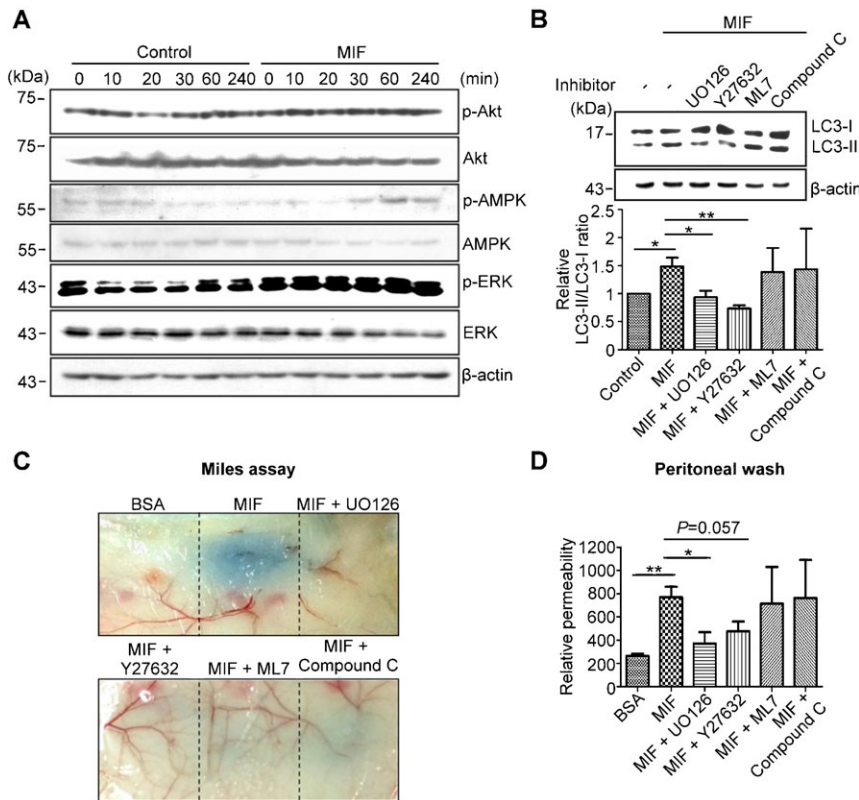 A
Control MIF
(kDa) 0 10 20 30 60 240 0 10 20 30 60 240 (min)
75 p-Akt
75 Akt
55 p-AMPK
55 AMPK
43 p-ERK
43 ERK
43 β-actin
B
MIF
Inhibitor - - UO126 Y27632 ML7 Compound C
(kDa)
17 LC3-I
LC3-II
43 β-actin
Relative
LC3-II/LC3-I ratio
2.5
2.0
1.5
1.0
0.5
0
* * **
Control MIF MIF + UO126 MIF + Y27632 MIF + ML7 MIF + Compound C
C
Miles assay
BSA MIF MIF + UO126
MIF + Y27632 MIF + ML7 MIF + Compound C
D
Peritoneal wash
Relative permeability
1200
1000
800
600
400
200
0
P=0.057
** *
BSA MIF MIF + UO126 MIF + Y27632 MIF + ML7 MIF + Compound C